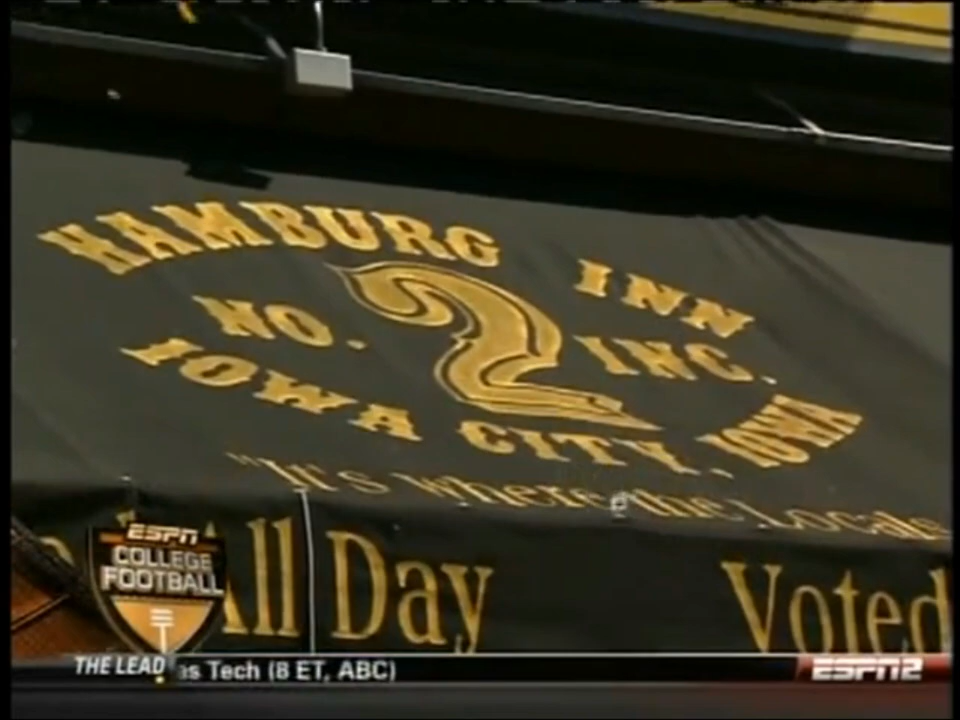 HAMBURG INN
NO. 2 INC.
IOWA CITY, IOWA
"It's where the Locals
All Day Voted
ESPN
COLLEGE
FOOTBALL
THE LEAD as Tech (8 ET, ABC) ESPN2